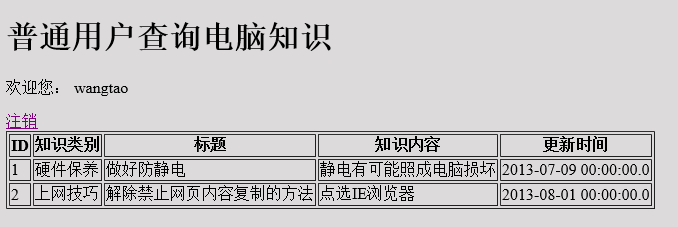 普通用户查询电脑知识
欢迎您： wangtao
注销
ID 知识类别 标题 知识内容 更新时间
1 硬件保养 做好防静电 静电有可能照成电脑损坏 2013-07-09 00:00:00.0
2 上网技巧 解除禁止网页内容复制的方法 点选IE浏览器 2013-08-01 00:00:00.0